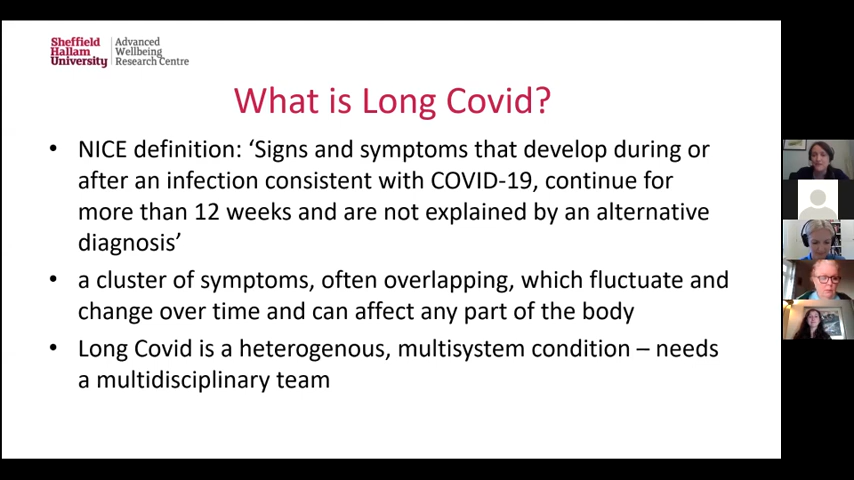 Sheffield
Hallam
University
Advanced
Wellbeing
Research Centre
What is Long Covid?
• NICE definition: ‘Signs and symptoms that develop during or
after an infection consistent with COVID-19, continue for
more than 12 weeks and are not explained by an alternative
diagnosis’
• a cluster of symptoms, often overlapping, which fluctuate and
change over time and can affect any part of the body
• Long Covid is a heterogenous, multisystem condition – needs
a multidisciplinary team